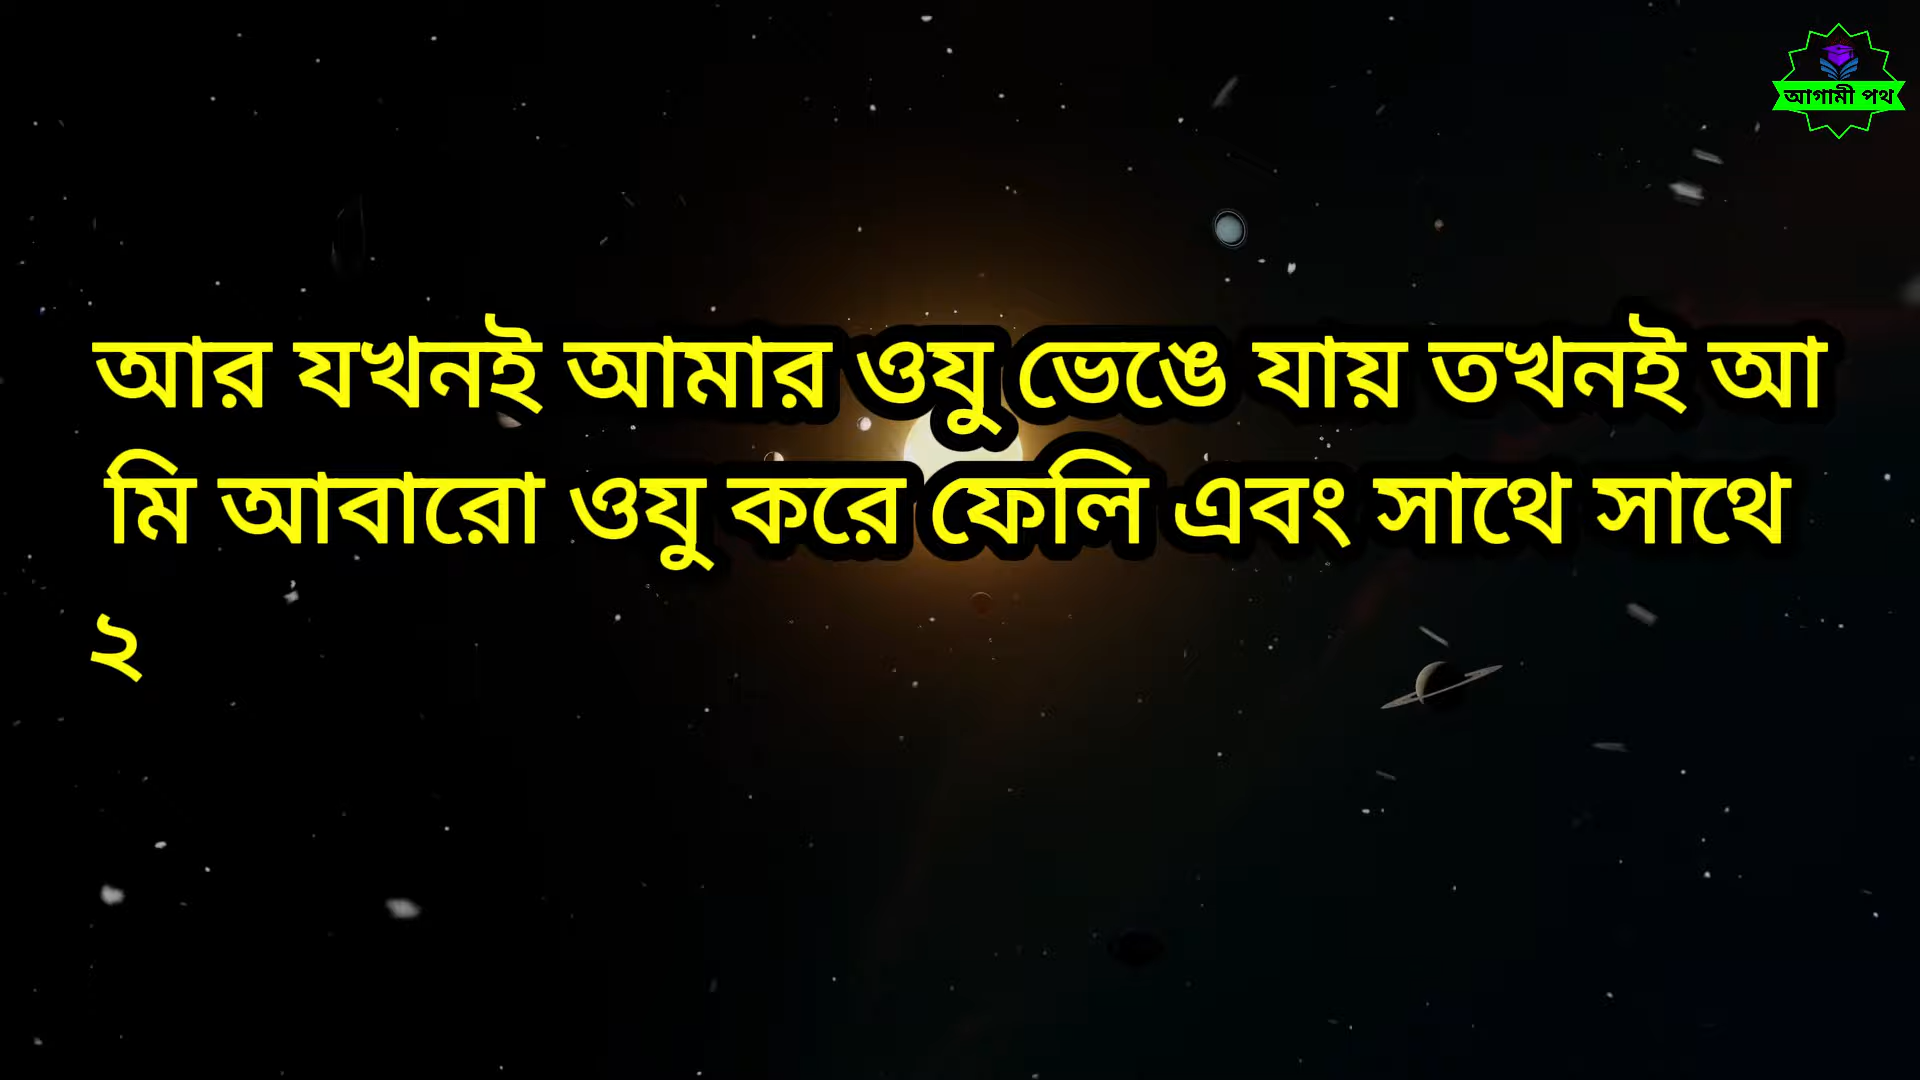 আগামী পথ
আর যখনই আমার ওযু ভেঙে যায় তখনই আ
মি আবারো ওযু করে ফেলি এবং সাথে সাথে
২